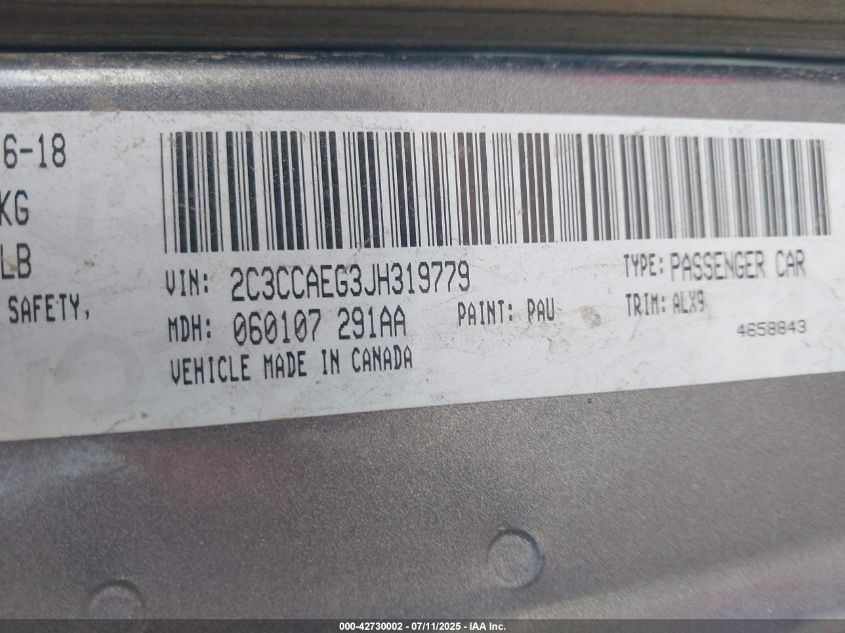 6-18
KG
LB
SAFETY,
VIN: 2C3CCAEG3JH319779
TYPE: PASSENGER CAR
MDH: 060107 291AA
PAINT: PAU
TRIM: ALX9
VEHICLE MADE IN CANADA
4658843
000-42730002 - 07/11/2025 - IAA Inc.